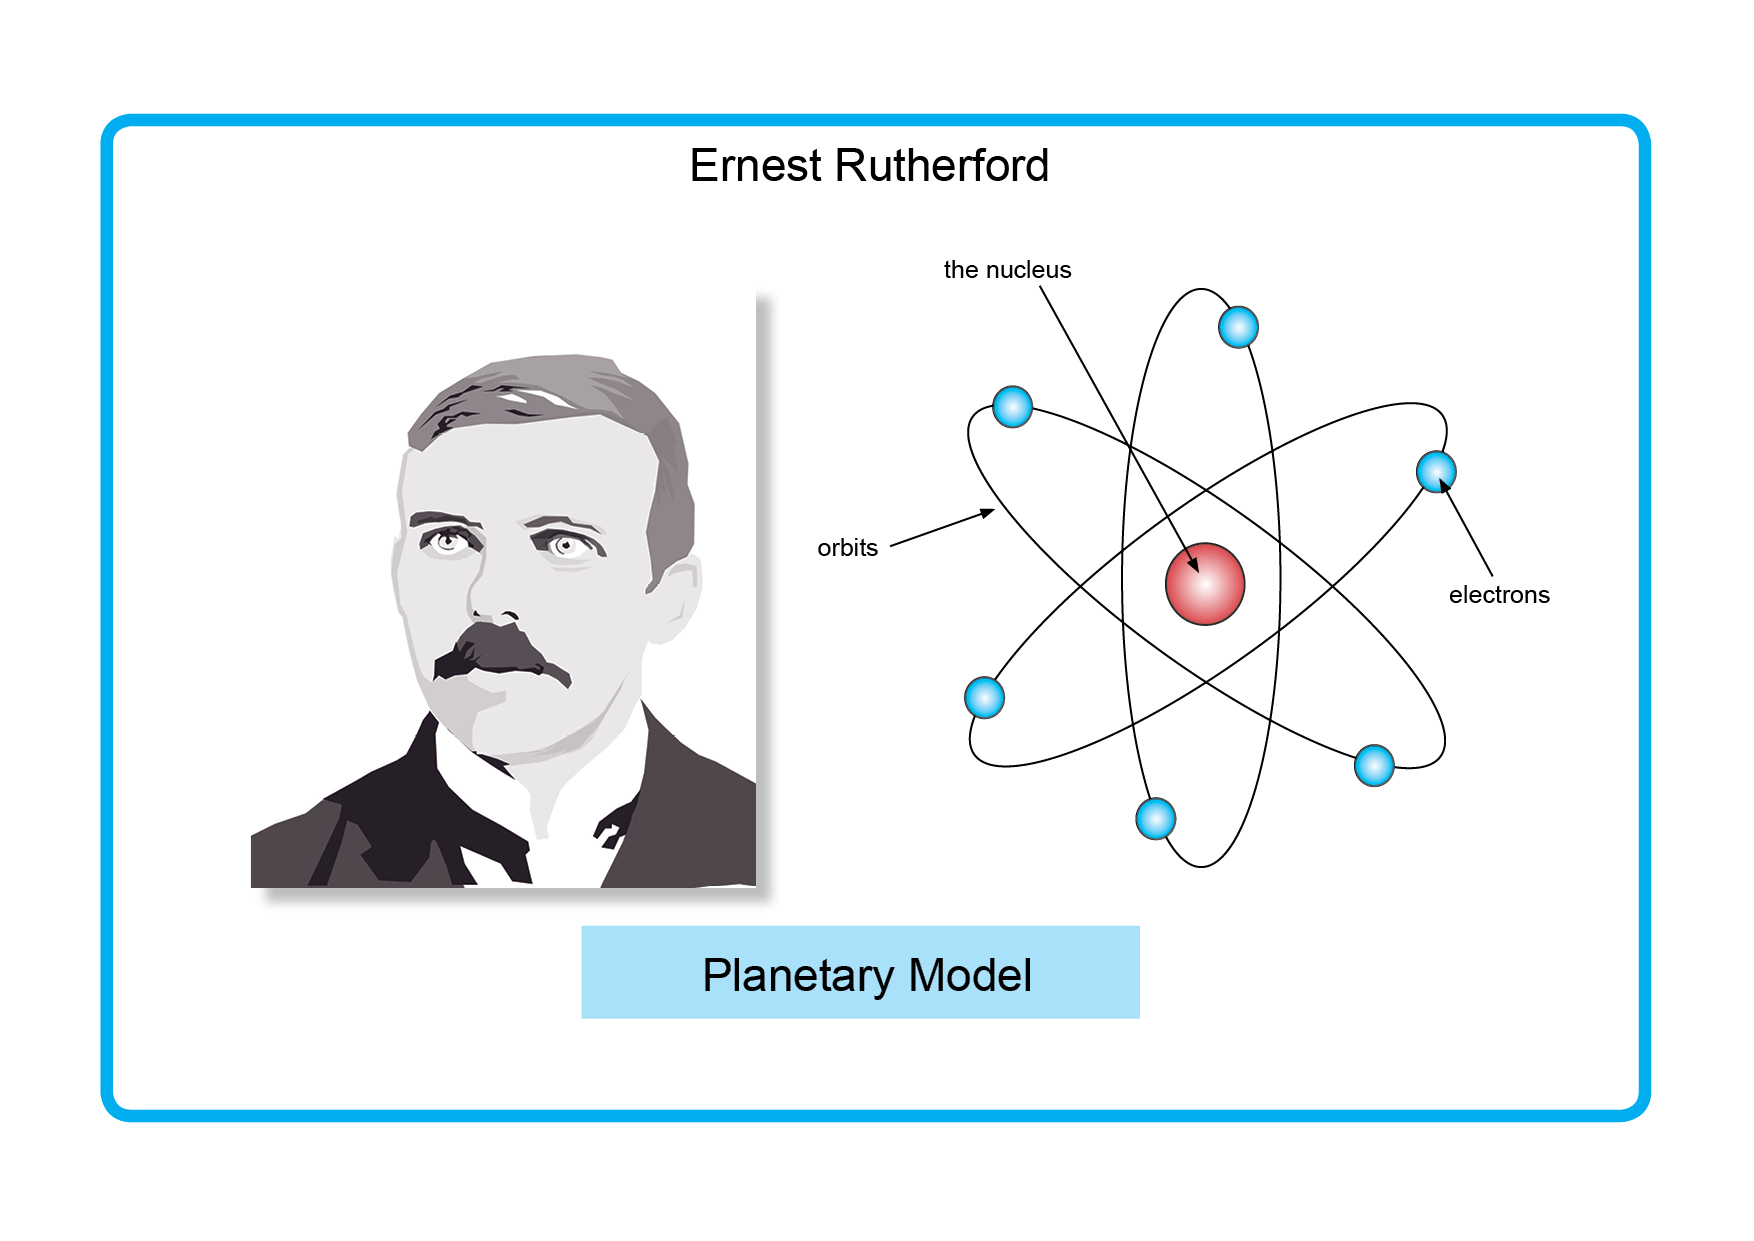 Ernest Rutherford
the nucleus
orbits
electrons
Planetary Model